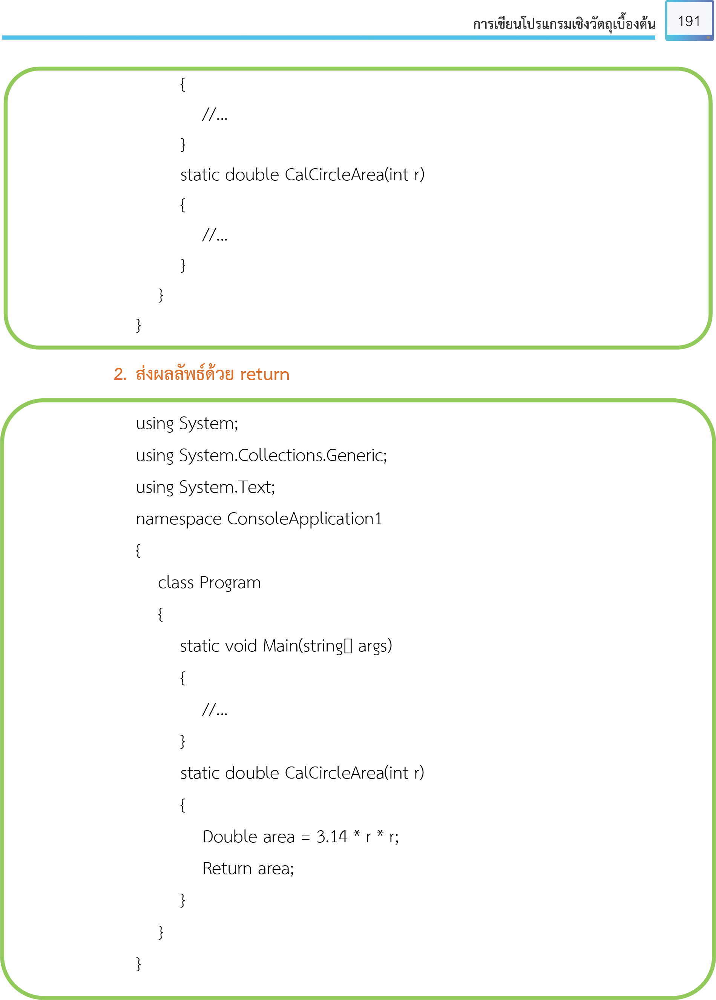 การเขียนโปรแกรมเชิงวัตถุเบื้องต้น 191
{
//...
}
static double CalCircleArea(int r)
{
//...
}
}
}
2. ส่งผลลัพธ์ด้วย return
using System;
using System.Collections.Generic;
using System.Text;
namespace ConsoleApplication1
{
class Program
{
static void Main(string[] args)
{
//...
}
static double CalCircleArea(int r)
{
Double area = 3.14 * r * r;
Return area;
}
}
}